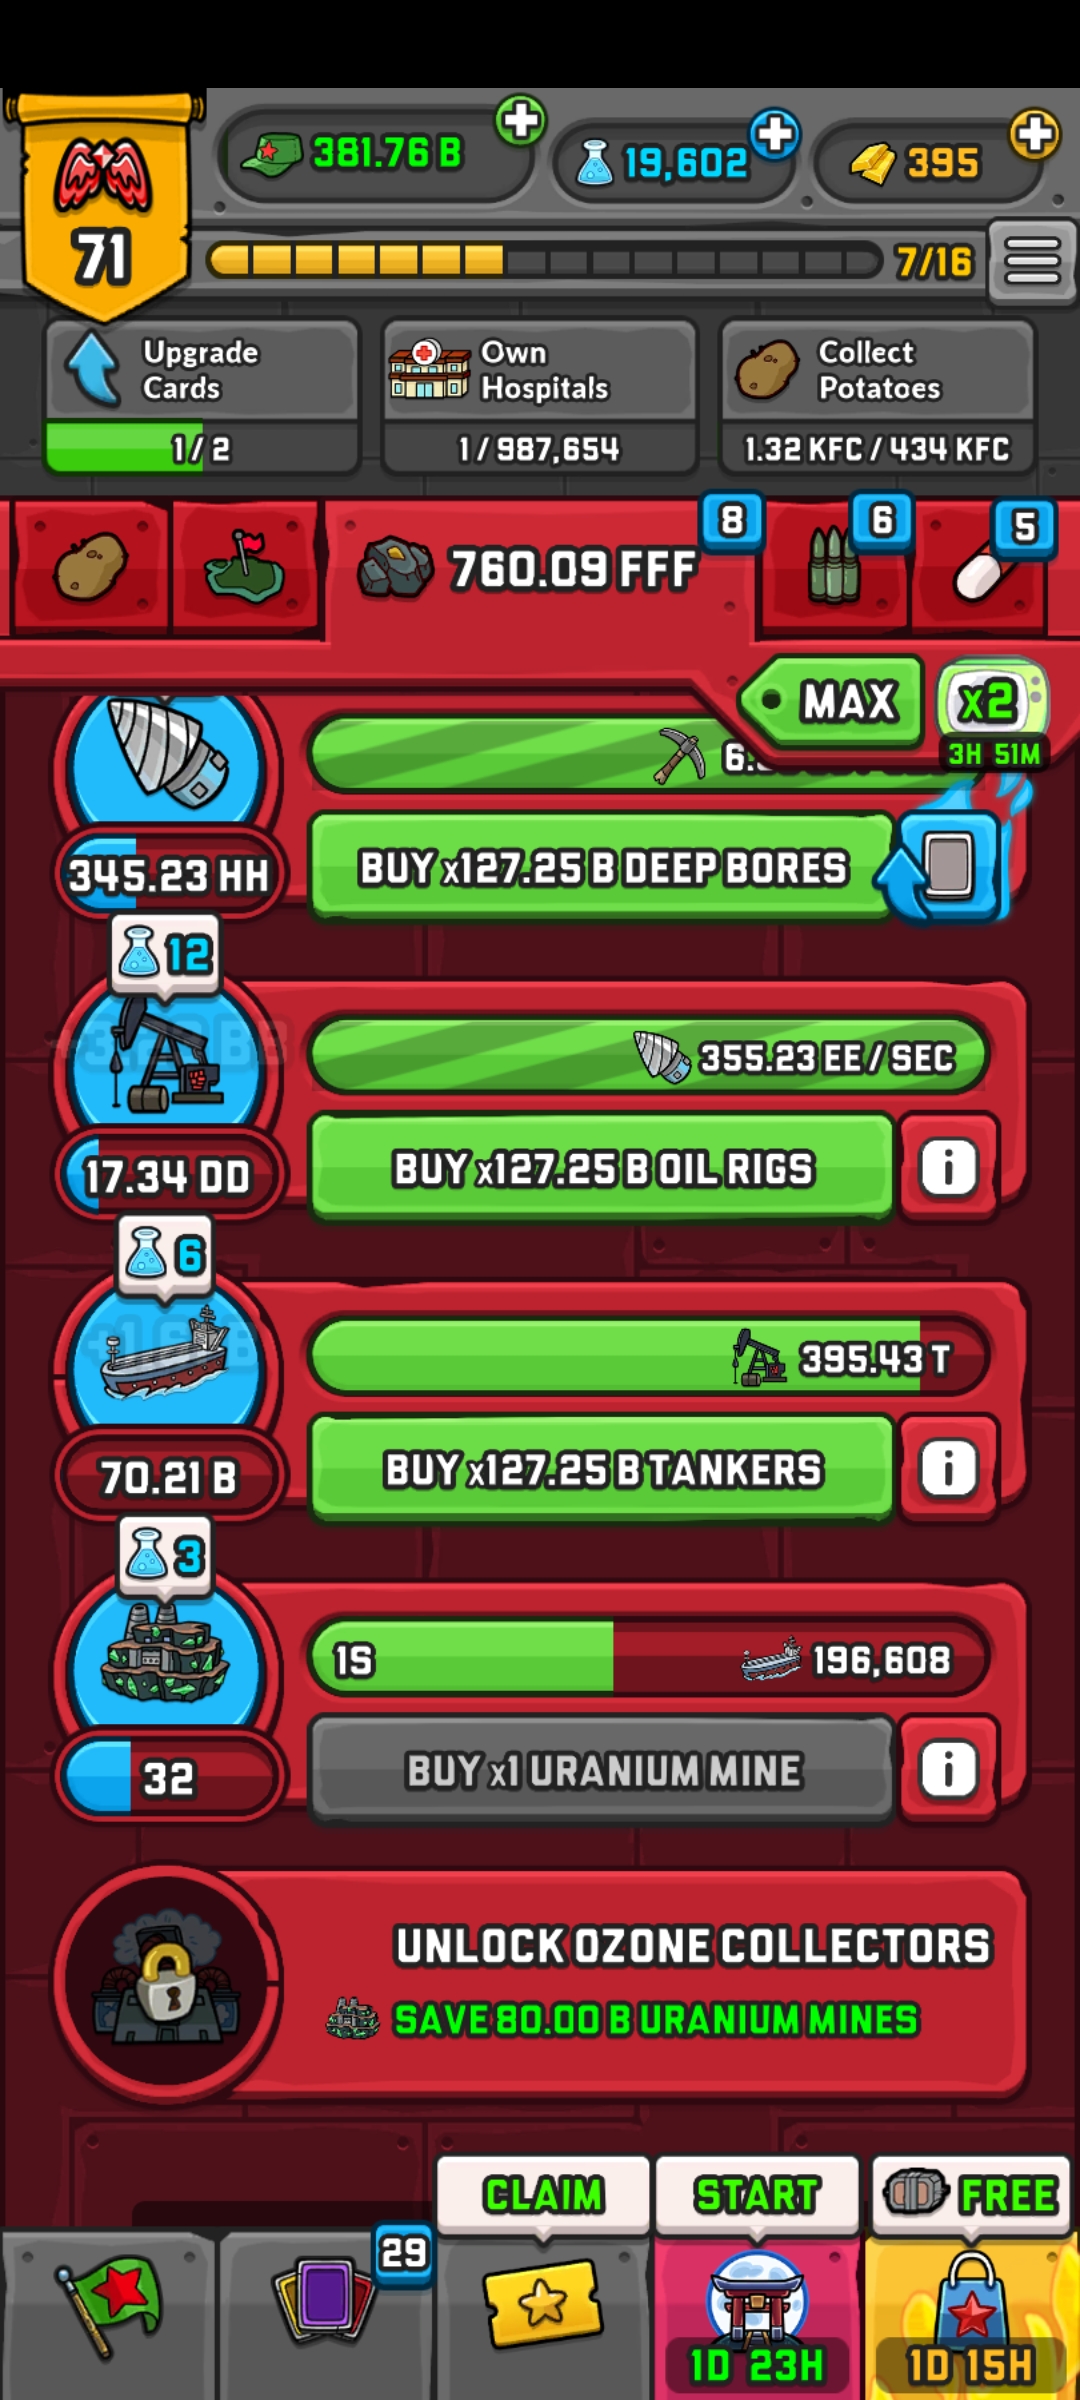 381.76 B
19,602
395
71
7/16
Upgrade Cards
1/2
Own Hospitals
1/987,654
Collect Potatoes
1.32 KFC / 434 KFC
760.09 FFF
8
6
5
MAX
x2
3H 51M
345.23 HH
BUY x127.25 B DEEP BORES
12
355.23 EE / SEC
17.34 DD
BUY x127.25 B OIL RIGS
i
6
395.43 T
70.21 B
BUY x127.25 B TANKERS
i
3
1S
196,608
32
BUY x1 URANIUM MINE
i
UNLOCK OZONE COLLECTORS
SAVE 80.00 B URANIUM MINES
CLAIM
START
FREE
29
1D 23H
1D 15H